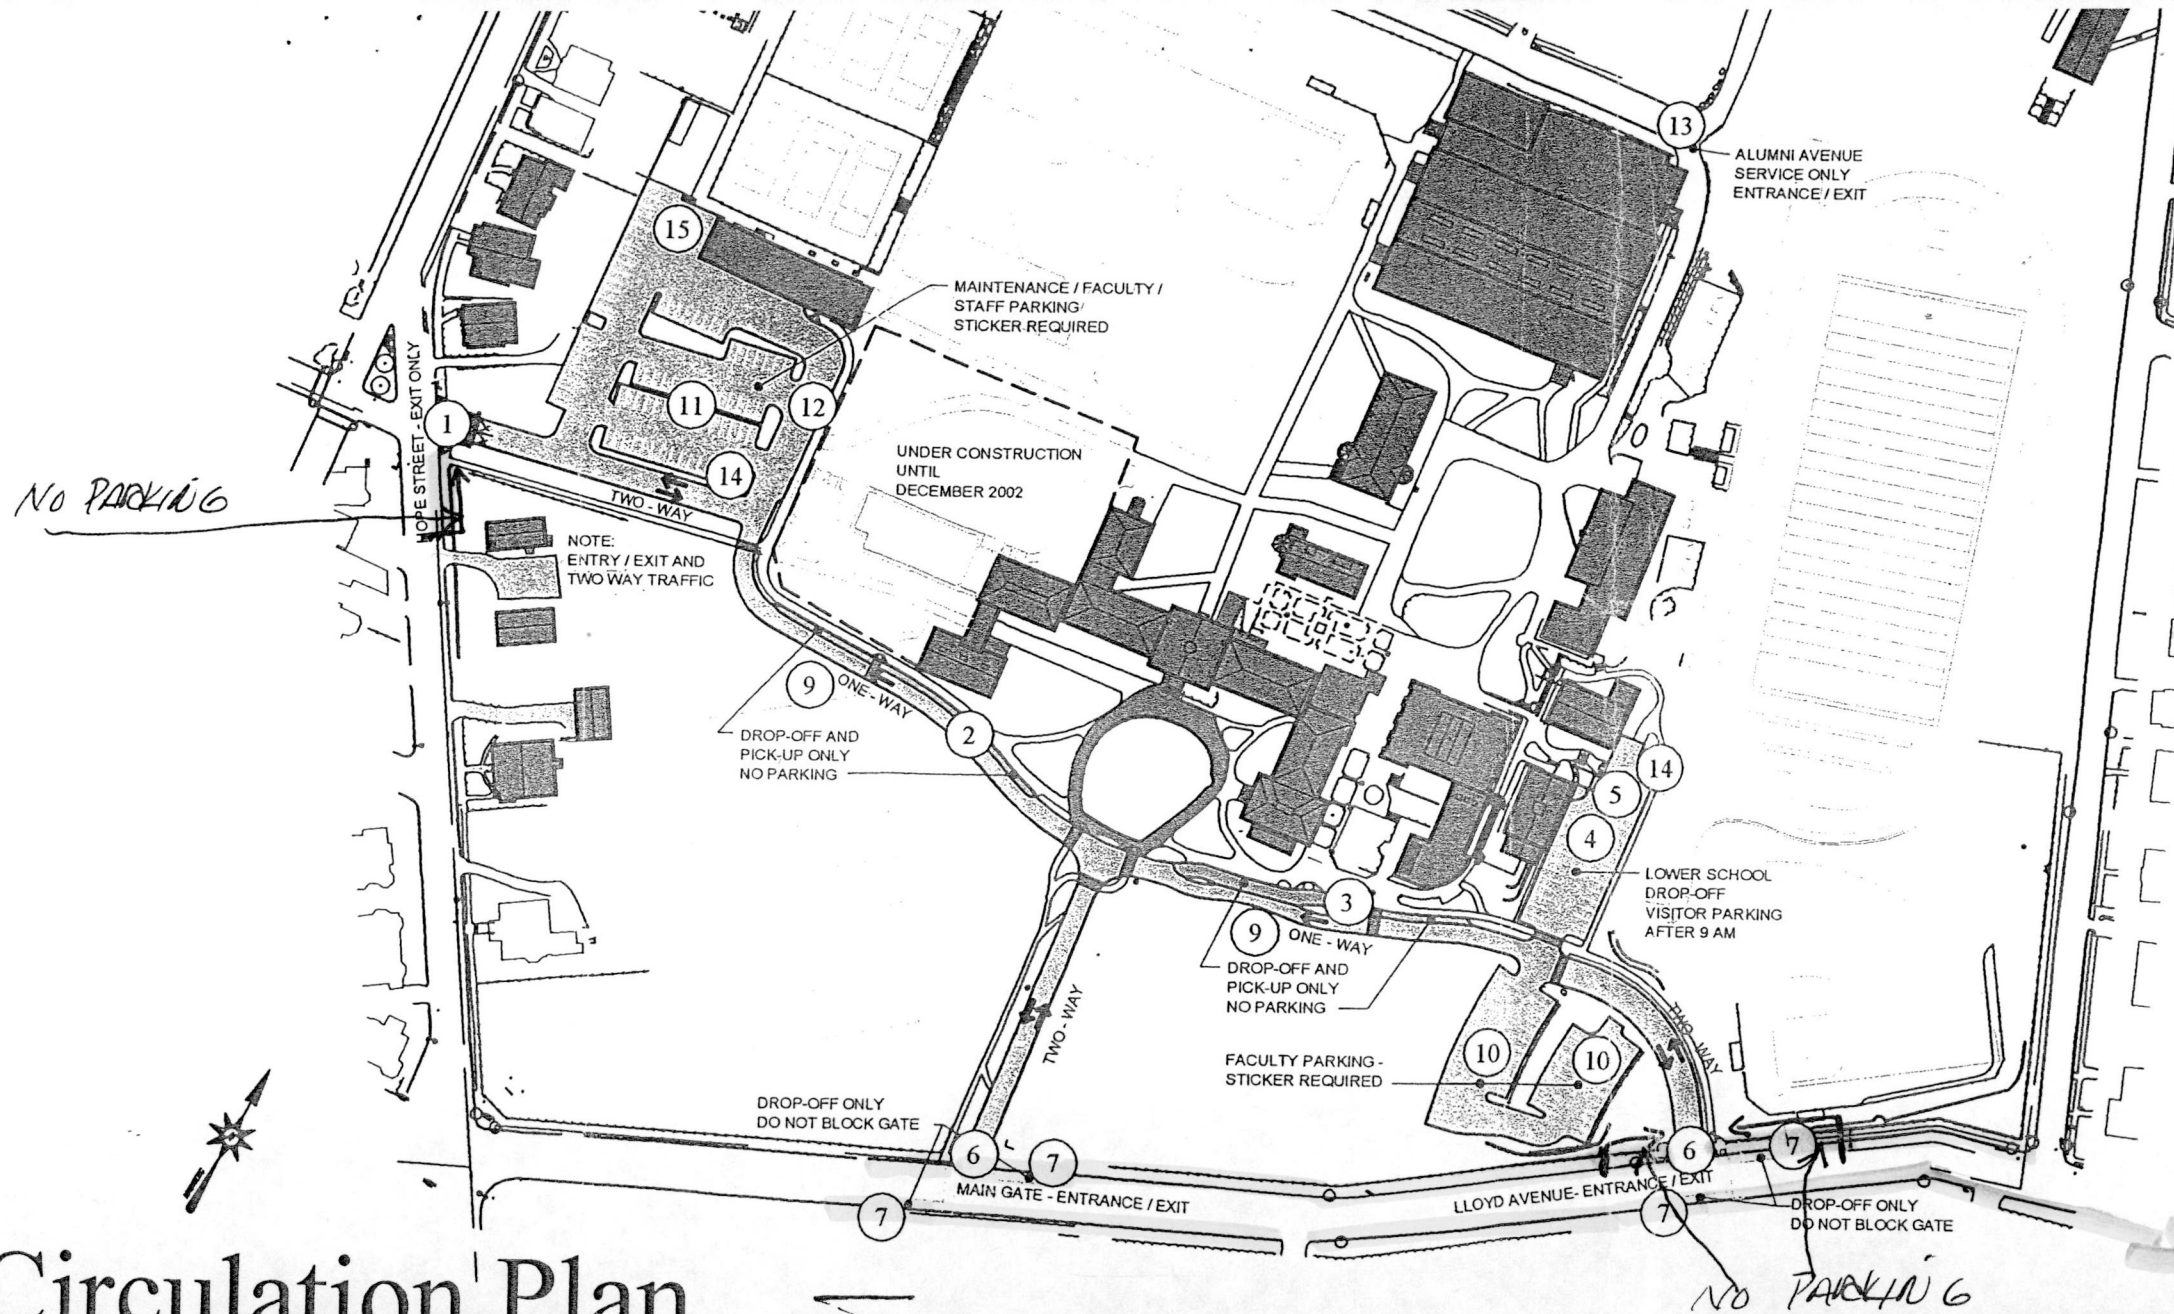 13
ALUMNI AVENUE
SERVICE ONLY
ENTRANCE / EXIT
15
MAINTENANCE / FACULTY /
STAFF PARKING/
STICKER REQUIRED
HOPE STREET - EXIT ONLY
1
11
12
14
TWO - WAY
NO PARKING
NOTE:
ENTRY / EXIT AND
TWO WAY TRAFFIC
UNDER CONSTRUCTION
UNTIL
DECEMBER 2002
9
ONE - WAY
2
DROP-OFF AND
PICK-UP ONLY
NO PARKING
14
5
4
LOWER SCHOOL
DROP-OFF
VISITOR PARKING
AFTER 9 AM
3
9
ONE - WAY
DROP-OFF AND
PICK-UP ONLY
NO PARKING
TWO - WAY
TWO WAY
10
10
FACULTY PARKING -
STICKER REQUIRED
DROP-OFF ONLY
DO NOT BLOCK GATE
6
7
6
7
MAIN GATE - ENTRANCE / EXIT
LLOYD AVENUE- ENTRANCE / EXIT
7
7
DROP-OFF ONLY
DO NOT BLOCK GATE
NO PARKING
Circulation Plan